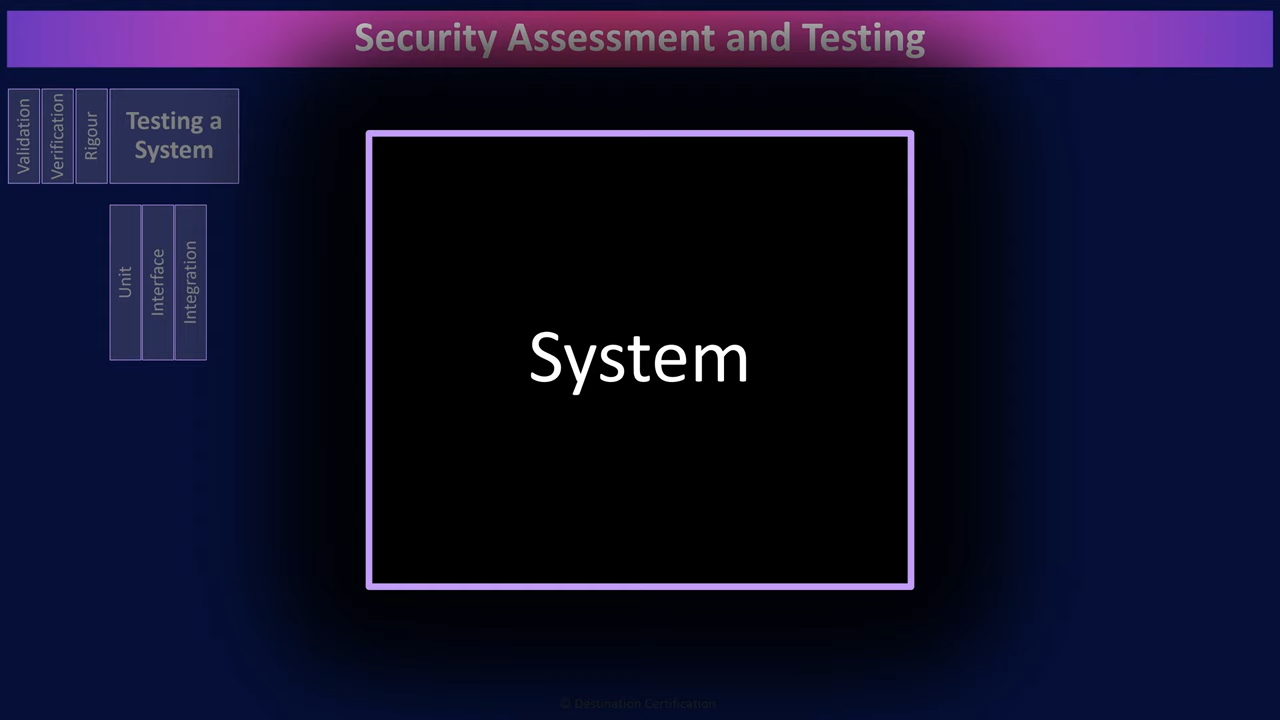 Security Assessment and Testing
Validation
Verification
Rigour
Testing a
System
Unit
Interface
Integration
System
© Destination Certification